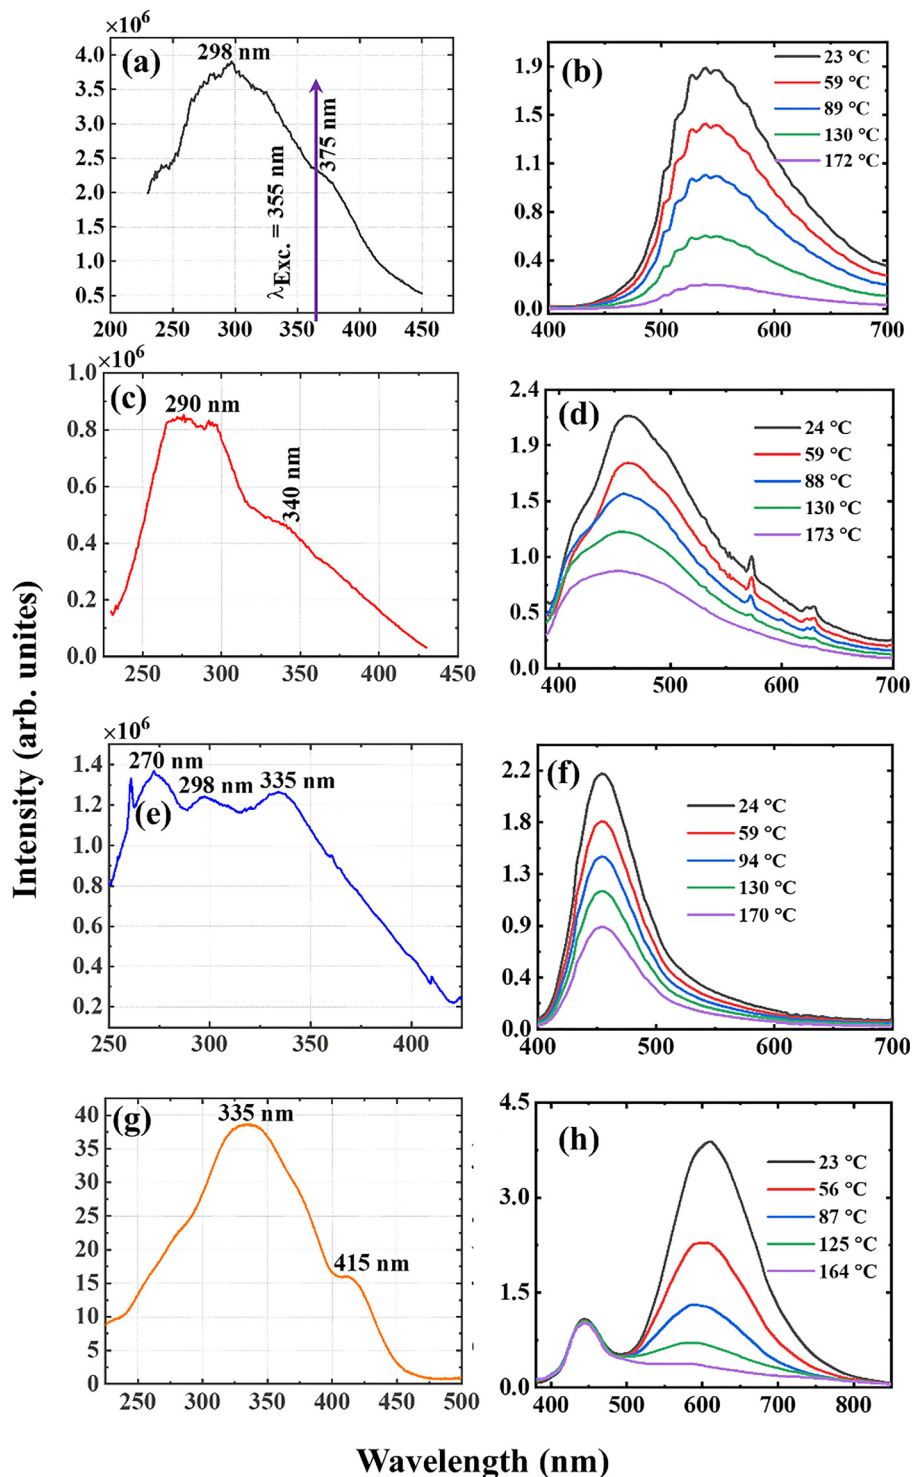 ×10⁶
(a)
298 nm
375 nm
λExc. = 355 nm
4.0
3.5
3.0
2.5
2.0
1.5
1.0
0.5
200 250 300 350 400 450
(b)
23 °C
59 °C
89 °C
130 °C
172 °C
1.9
1.5
1.1
0.8
0.4
0.0
400 500 600 700
×10⁶
(c)
290 nm
340 nm
1.0
0.8
0.6
0.4
0.2
0.0
250 300 350 400 450
(d)
24 °C
59 °C
88 °C
130 °C
173 °C
2.4
1.9
1.5
1.0
0.5
0.0
400 500 600 700
Intensity (arb. unites)
×10⁶
(e)
270 nm
298 nm
335 nm
1.4
1.2
1.0
0.8
0.6
0.4
0.2
250 300 350 400
(f)
24 °C
59 °C
94 °C
130 °C
170 °C
2.2
1.8
1.3
0.9
0.4
0.0
400 500 600 700
(g)
335 nm
415 nm
40
35
30
25
20
15
10
5
0
250 300 350 400 450 500
(h)
23 °C
56 °C
87 °C
125 °C
164 °C
4.5
3.0
1.5
0.0
400 500 600 700 800
Wavelength (nm)